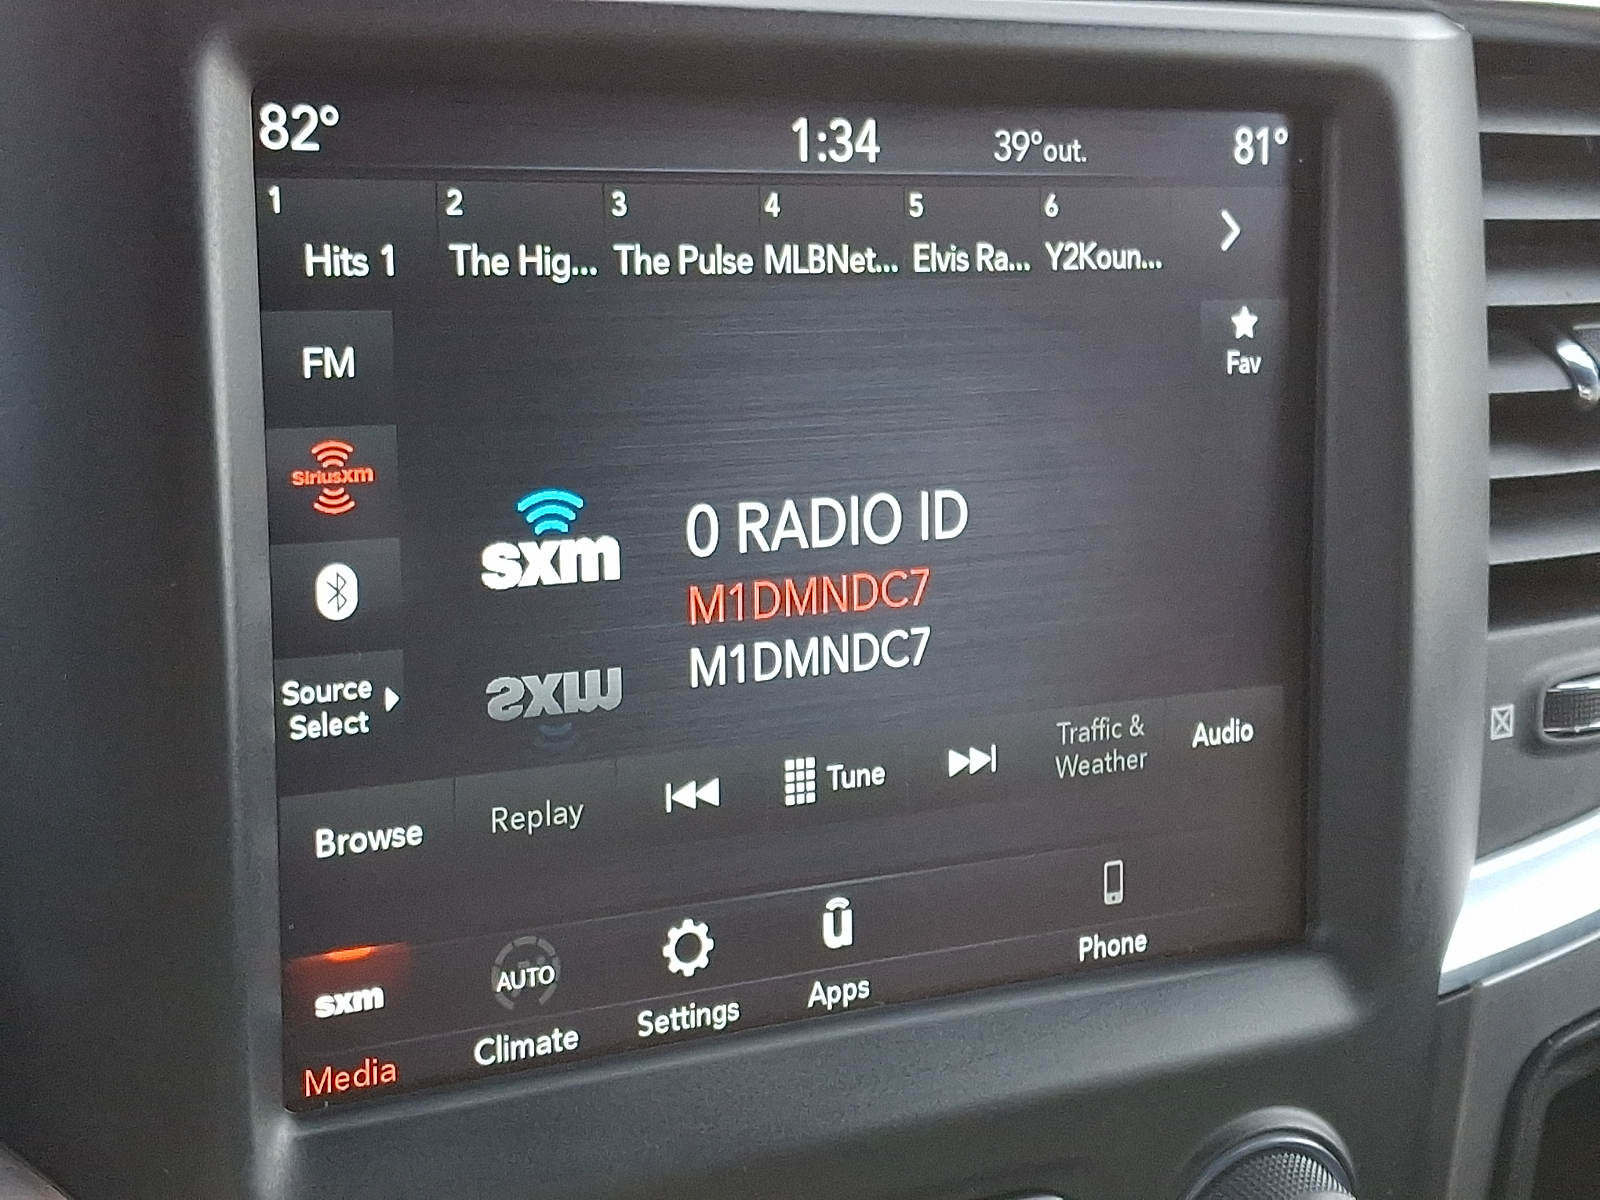 82° 1:34 39°out. 81°
1 2 3 4 5 6
Hits 1 The Hig... The Pulse MLBNet... Elvis Ra... Y2Koun...
FM
Fav
SiriusXm
sxm
0 RADIO ID
M1DMNDC7
M1DMNDC7
Source
Select
sxm
Browse
Replay
Tune
Traffic &
Weather
Audio
sxm
Media
AUTO
Climate
Settings
ū
Apps
Phone